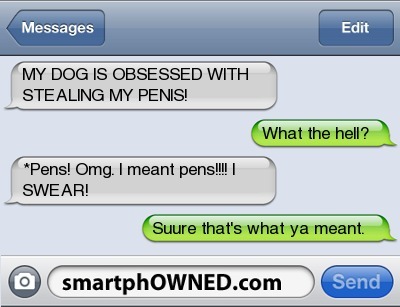 Messages
Edit
MY DOG IS OBSESSED WITH
STEALING MY PENIS!
What the hell?
*Pens! Omg. I meant pens!!!! I
SWEAR!
Suure that's what ya meant.
smartphOWNED.com
Send